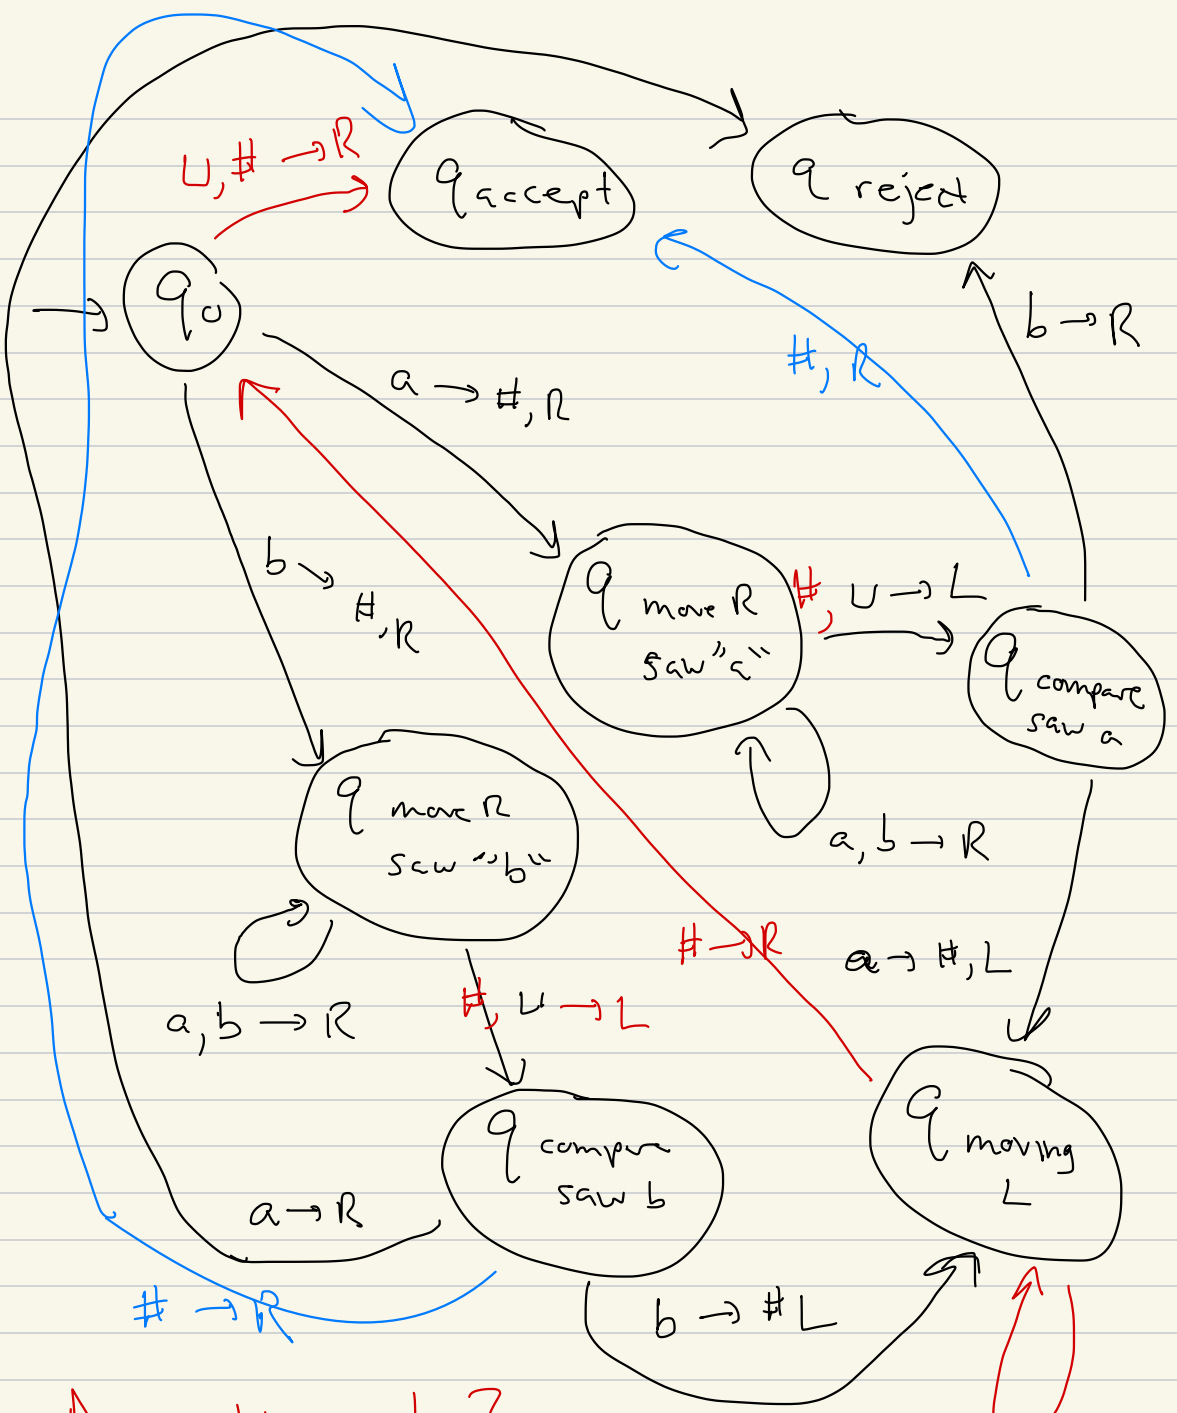 ⊔, # → R
q accept
q reject
q0
b → R
#, R
a → #, R
b →
#, R
q move R
saw "a"
#, ⊔ → L
q compare
saw a
q move R
saw "b"
a, b → R
# → R
a → #, L
a, b → R
#, ⊔ → L
q moving
L
q compare
saw b
a → R
# → R
b → # L